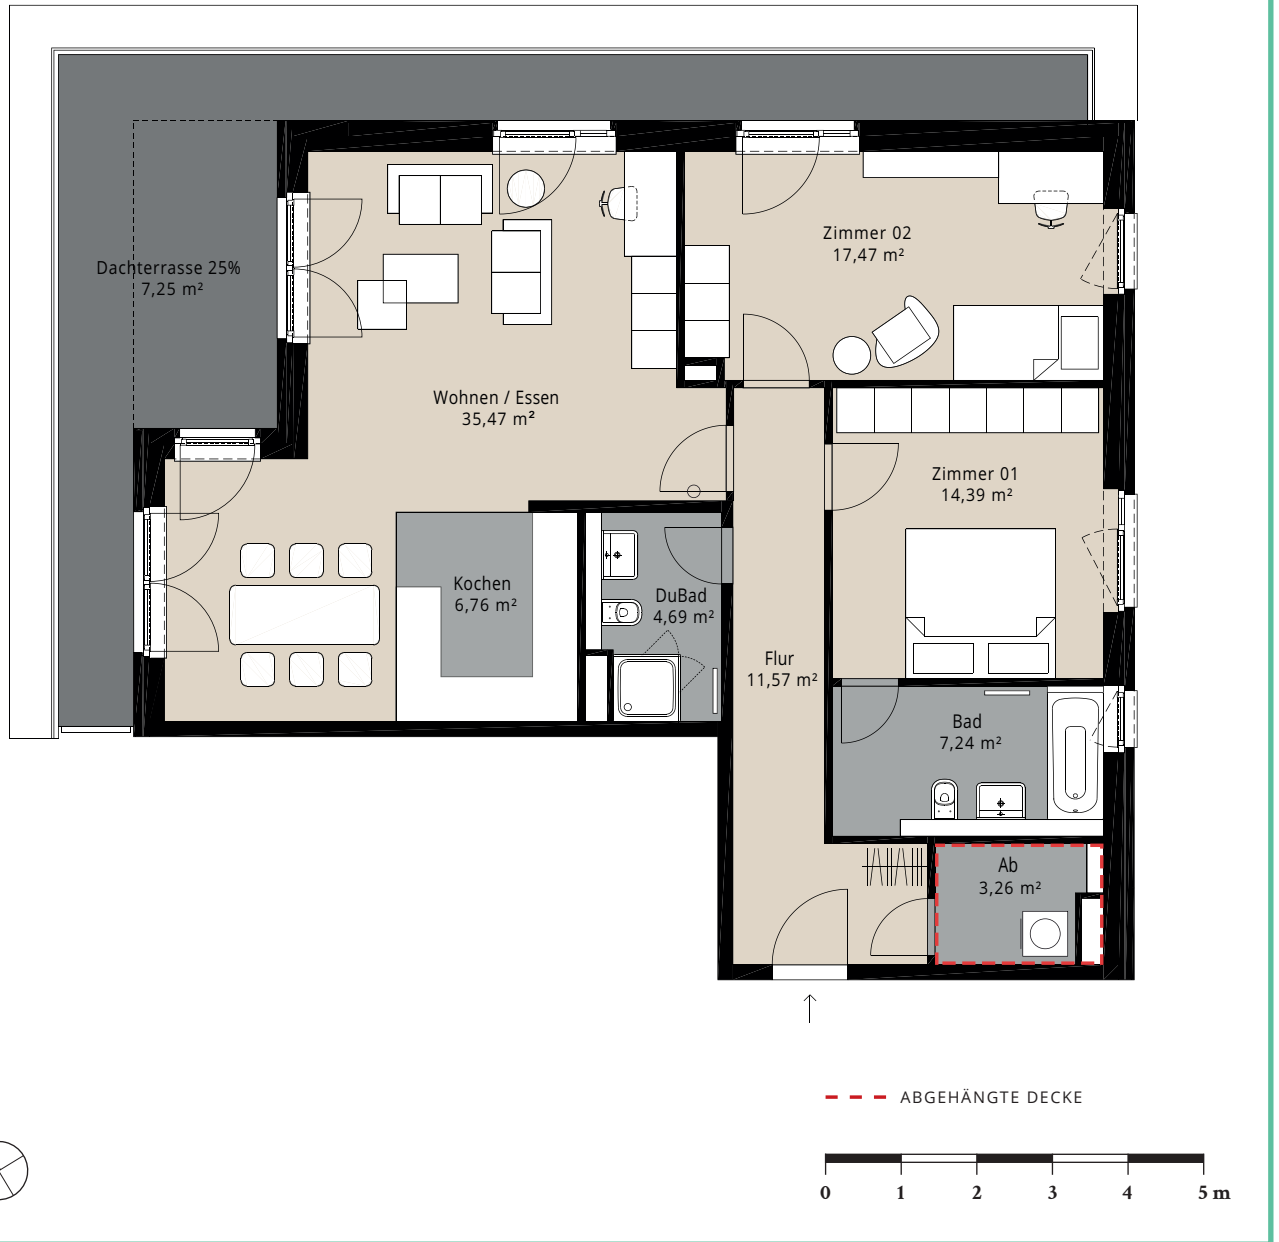 Zimmer 02
17,47 m²
Dachterrasse 25%
7,25 m²
Wohnen / Essen
35,47 m²
Zimmer 01
14,39 m²
Kochen
6,76 m²
DuBad
4,69 m²
Flur
11,57 m²
Bad
7,24 m²
Ab
3,26 m²
ABGEHÄNGTE DECKE
0 1 2 3 4 5 m